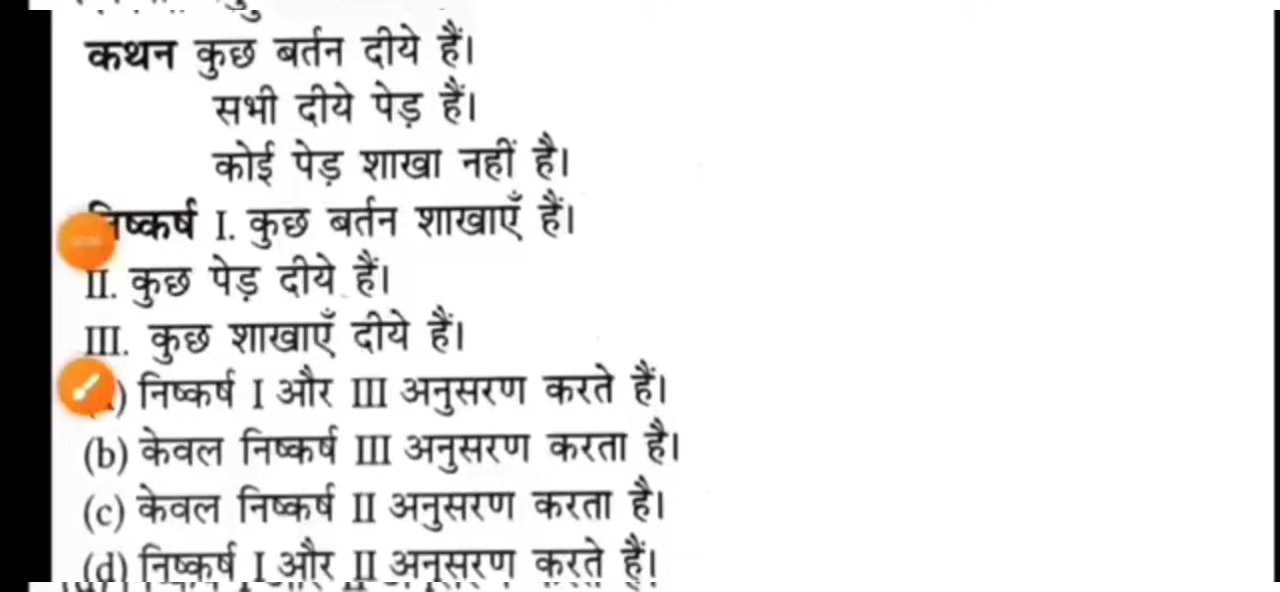 कथन कुछ बर्तन दीये हैं।
सभी दीये पेड़ हैं।
कोई पेड़ शाखा नहीं है।
निष्कर्ष I. कुछ बर्तन शाखाएँ हैं।
II. कुछ पेड़ दीये हैं।
III. कुछ शाखाएँ दीये हैं।
) निष्कर्ष I और III अनुसरण करते हैं।
(b) केवल निष्कर्ष III अनुसरण करता है।
(c) केवल निष्कर्ष II अनुसरण करता है।
(d) निष्कर्ष I और II अनुसरण करते हैं।